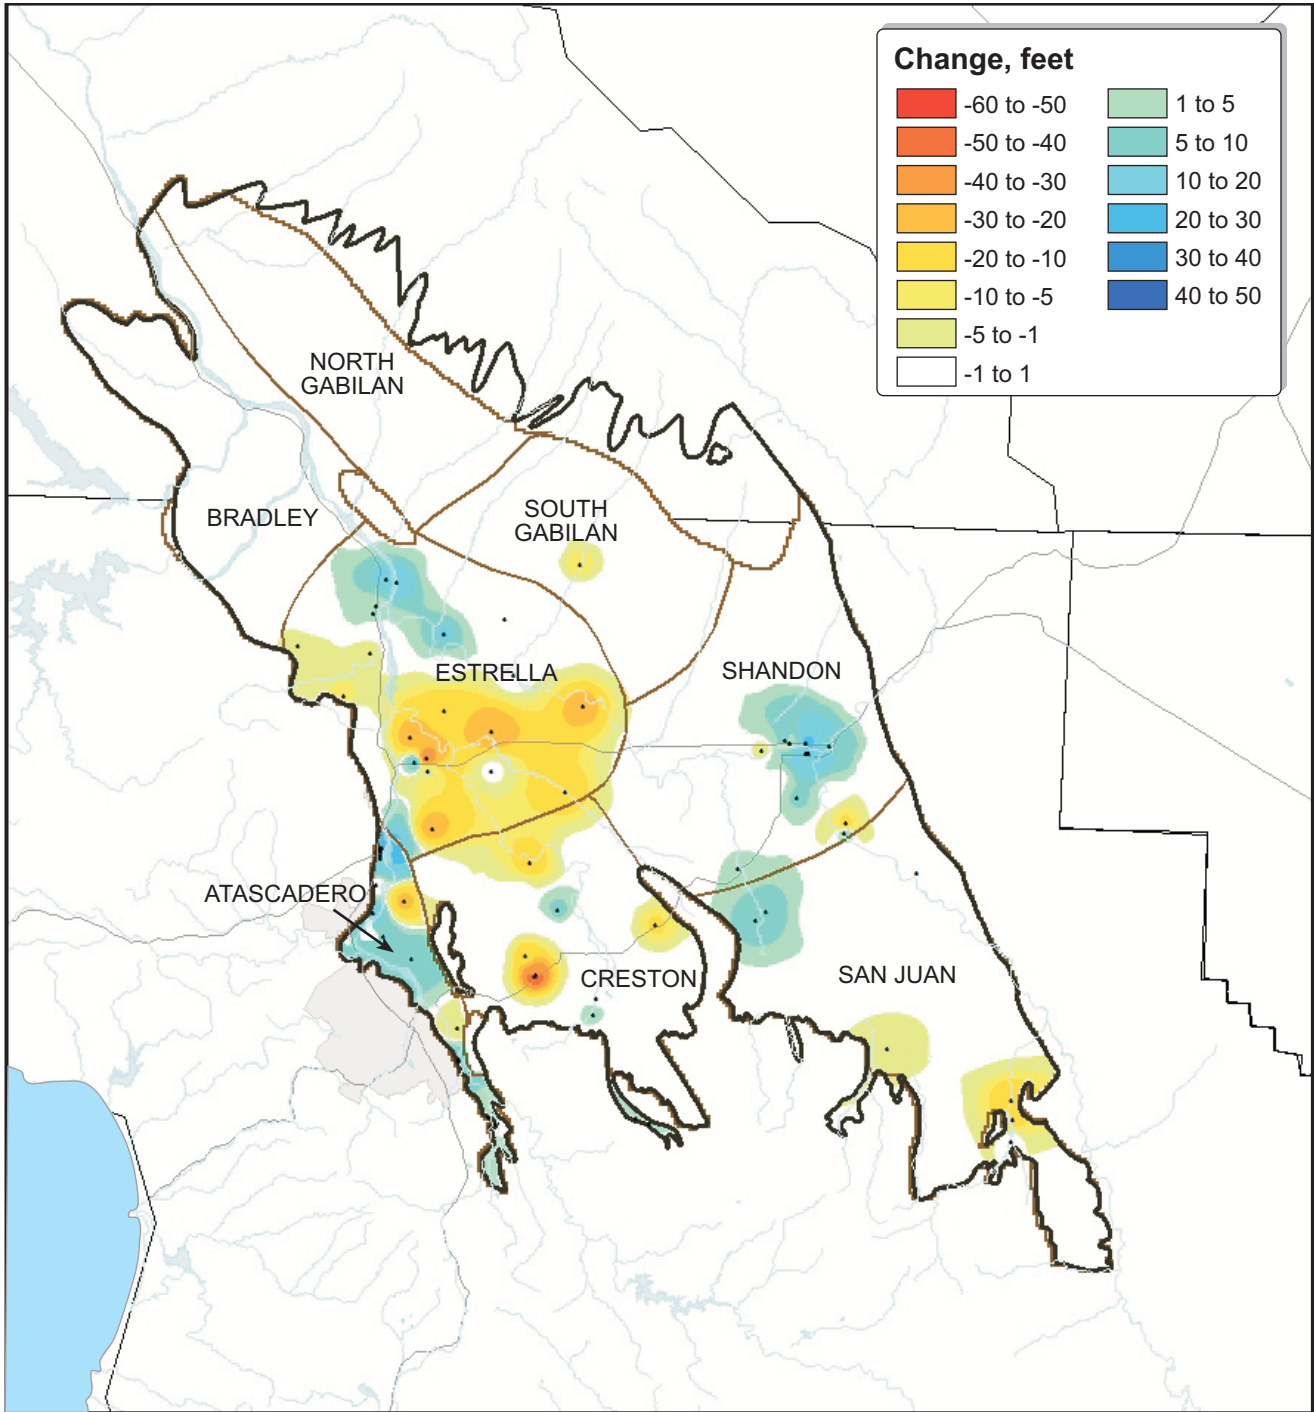 Change, feet
-60 to -50
-50 to -40
-40 to -30
-30 to -20
-20 to -10
-10 to -5
-5 to -1
-1 to 1
1 to 5
5 to 10
10 to 20
20 to 30
30 to 40
40 to 50
NORTH
GABILAN
BRADLEY
SOUTH
GABILAN
ESTRELLA
SHANDON
ATASCADERO
CRESTON
SAN JUAN